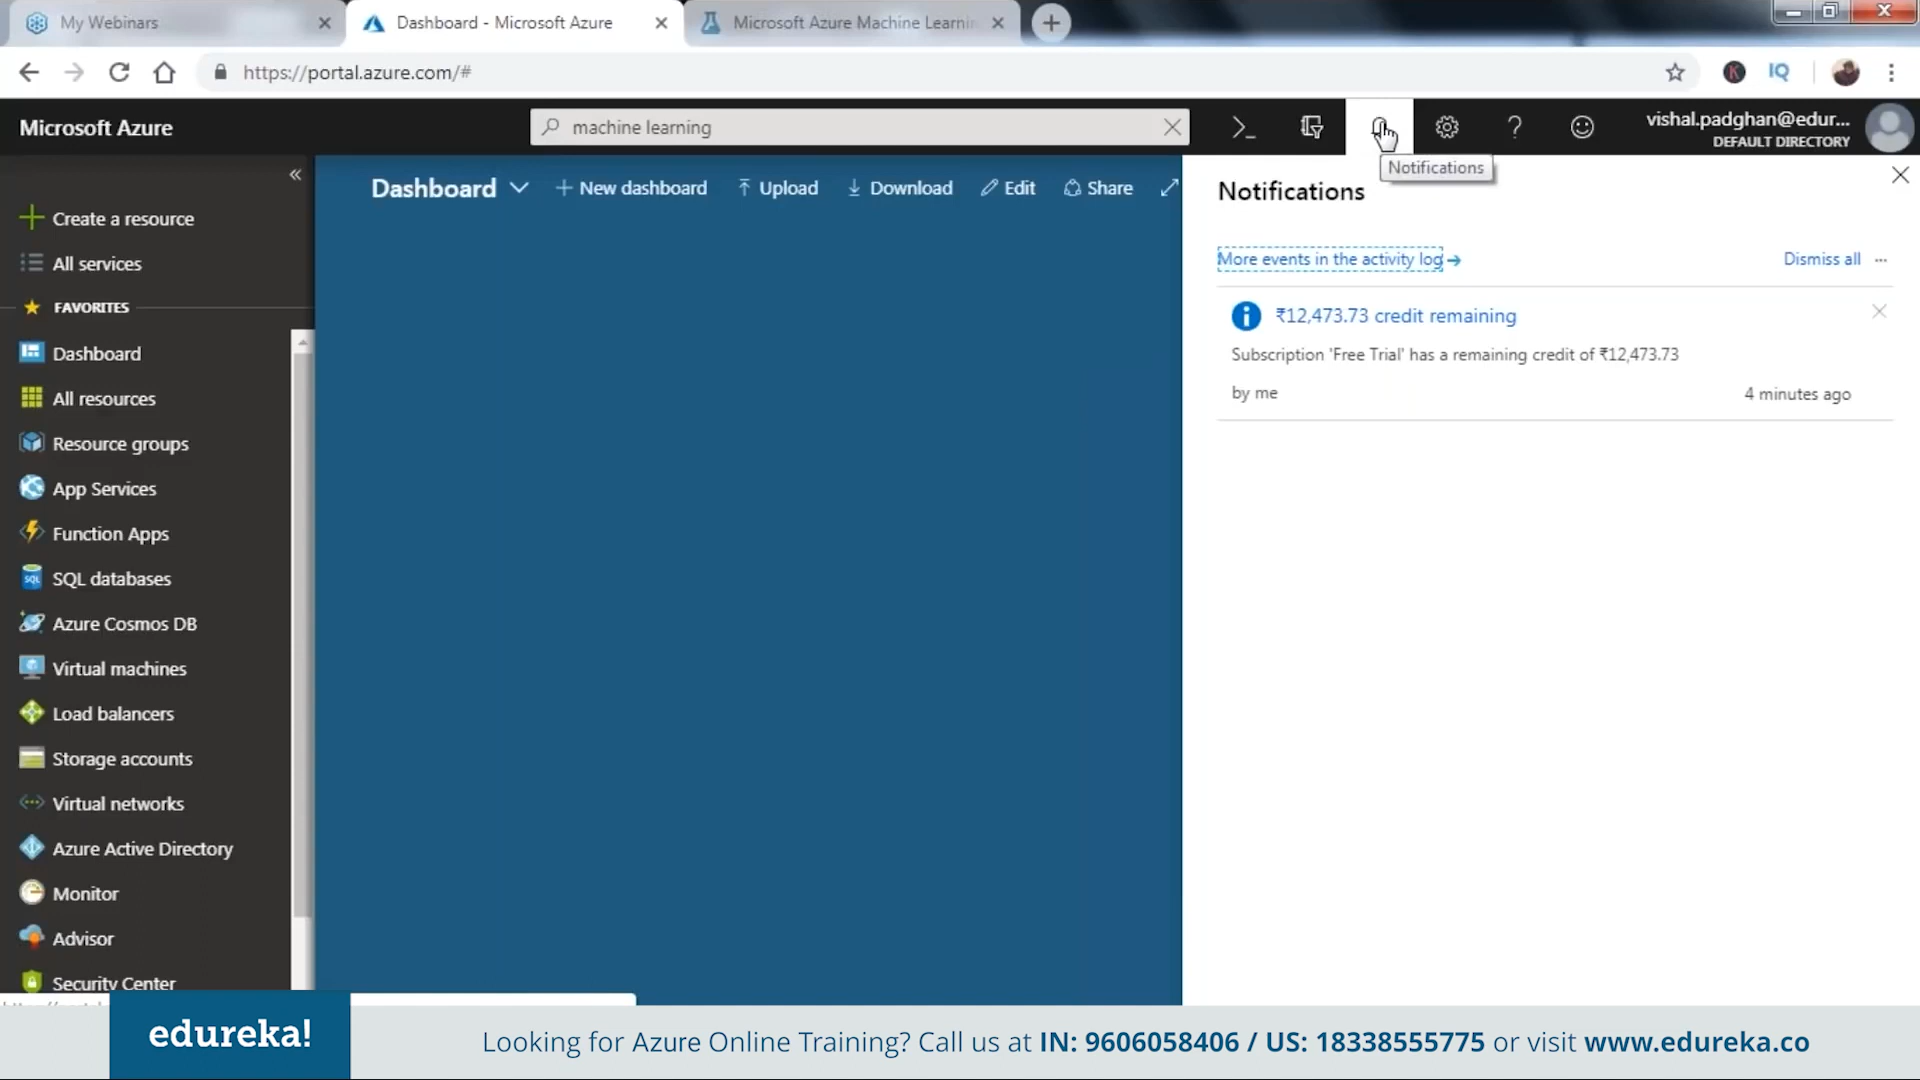 My Webinars
Dashboard - Microsoft Azure
Microsoft Azure Machine Learnin
https://portal.azure.com/#
IQ
Microsoft Azure
machine learning
vishal.padghan@edur...
DEFAULT DIRECTORY
Notifications
Dashboard
New dashboard
Upload
Download
Edit
Share
Notifications
More events in the activity log
Dismiss all
₹12,473.73 credit remaining
Subscription 'Free Trial' has a remaining credit of ₹12,473.73
by me
4 minutes ago
Create a resource
All services
FAVORITES
Dashboard
All resources
Resource groups
App Services
Function Apps
SQL databases
Azure Cosmos DB
Virtual machines
Load balancers
Storage accounts
Virtual networks
Azure Active Directory
Monitor
Advisor
Security Center
edureka!
Looking for Azure Online Training? Call us at IN: 9606058406 / US: 18338555775 or visit www.edureka.co